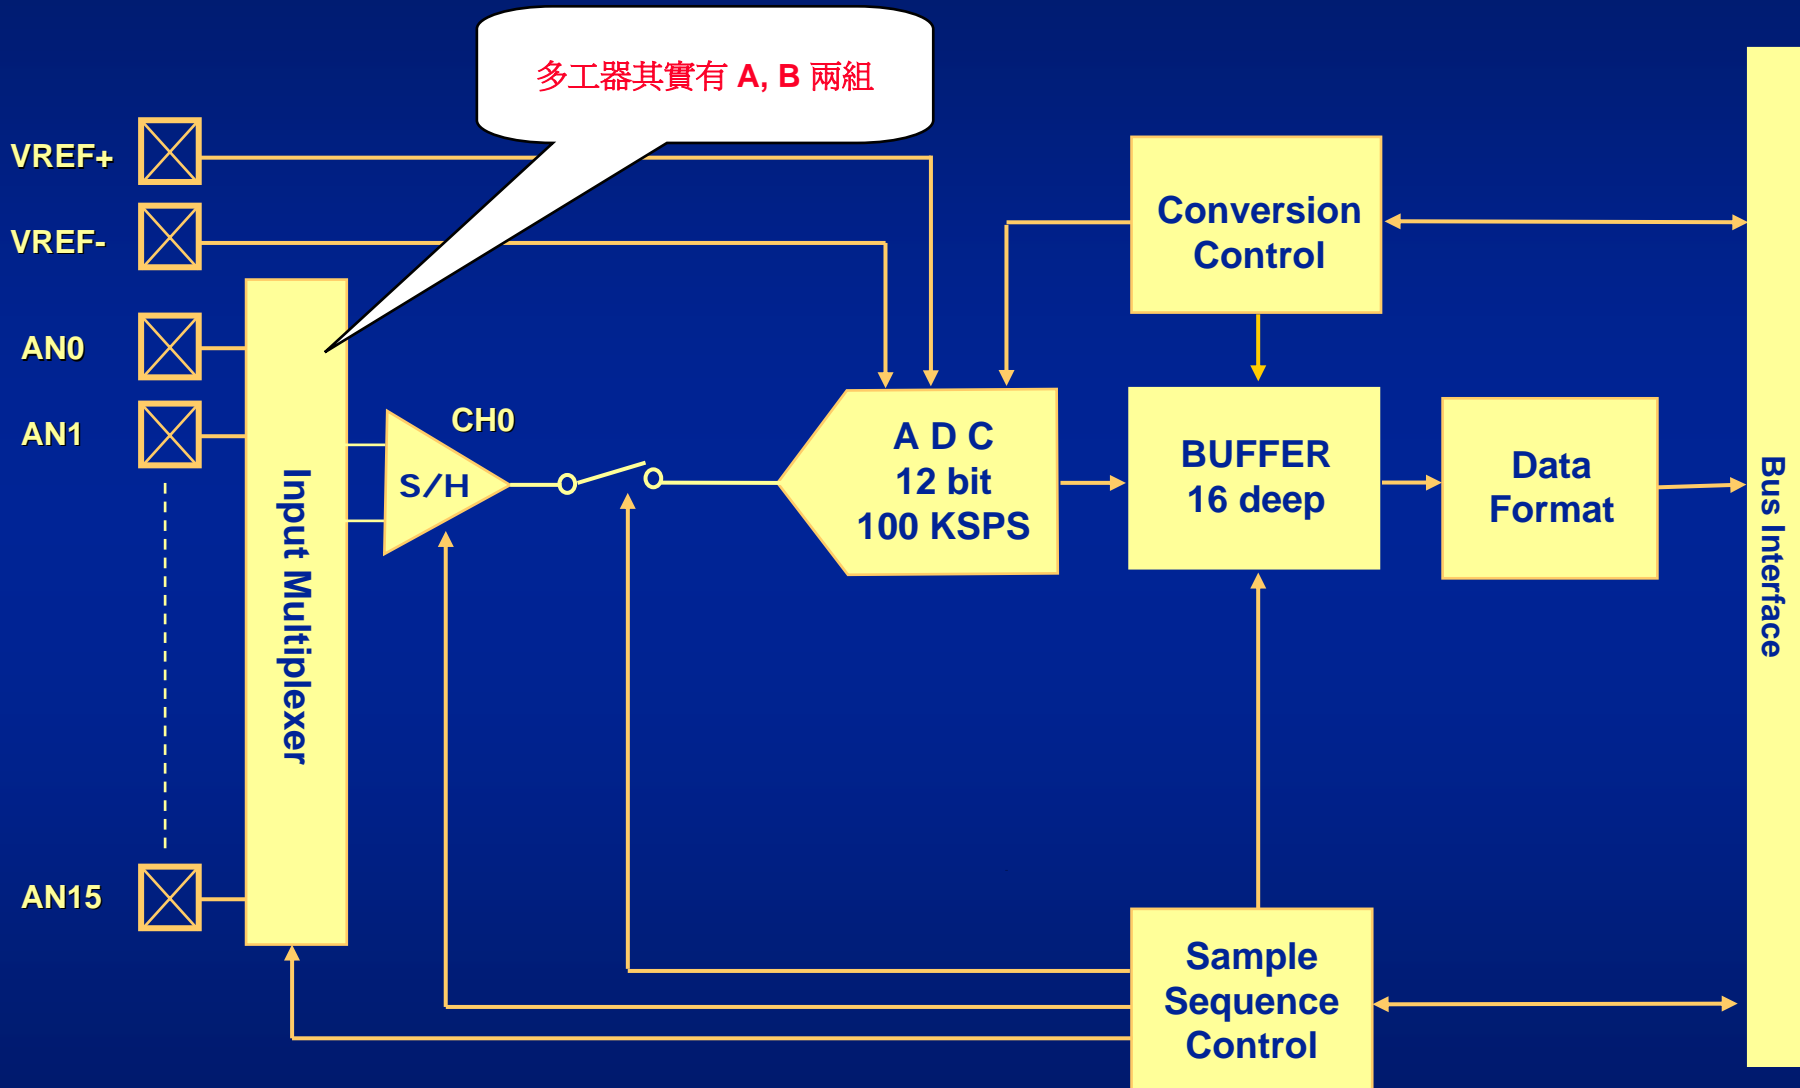 多工器其實有 A, B 兩組
VREF+
VREF-
AN0
AN1
AN15
Input Multiplexer
CH0
S/H
A D C
12 bit
100 KSPS
Conversion
Control
BUFFER
16 deep
Data
Format
Sample
Sequence
Control
Bus Interface